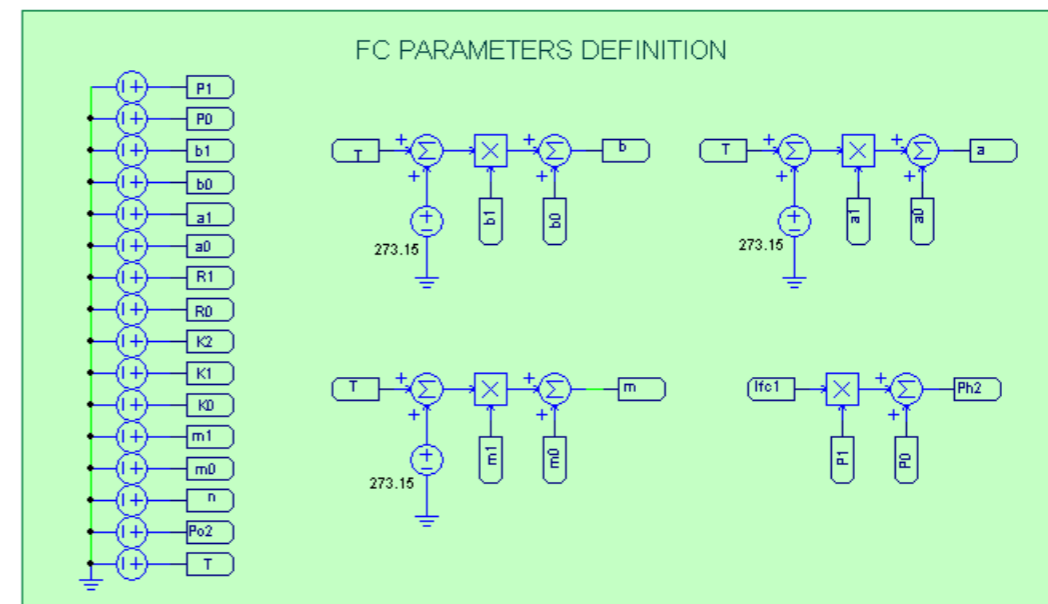 FC PARAMETERS DEFINITION
P1
P0
b1
b0
a1
a0
R1
R0
K2
K1
K0
m1
m0
n
Po2
T
T + Σ × + Σ b
+ + b1 b0
273.15
T + Σ × + Σ a
+ + a1 a0
273.15
T + Σ × + Σ m
+ + m1 m0
273.15
Ifc1 × + Σ Ph2
+ P1 P0